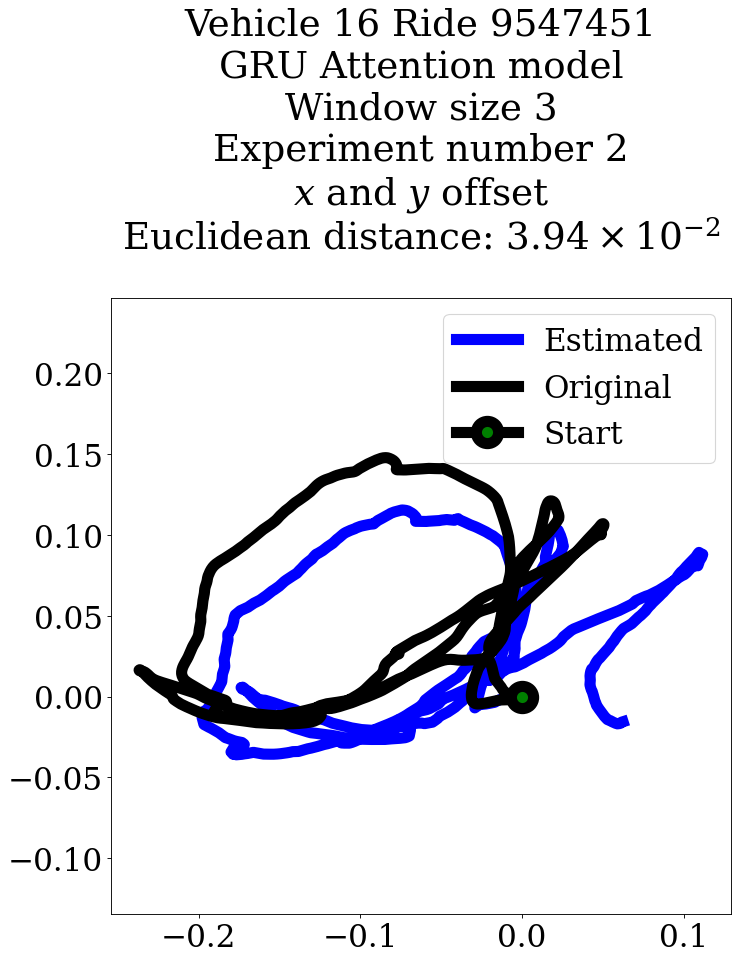 Vehicle 16 Ride 9547451
GRU Attention model
Window size 3
Experiment number 2
x and y offset
Euclidean distance: 3.94 × 10⁻²
Estimated
Original
Start
0.20
0.15
0.10
0.05
0.00
−0.05
−0.10
−0.2 −0.1 0.0 0.1